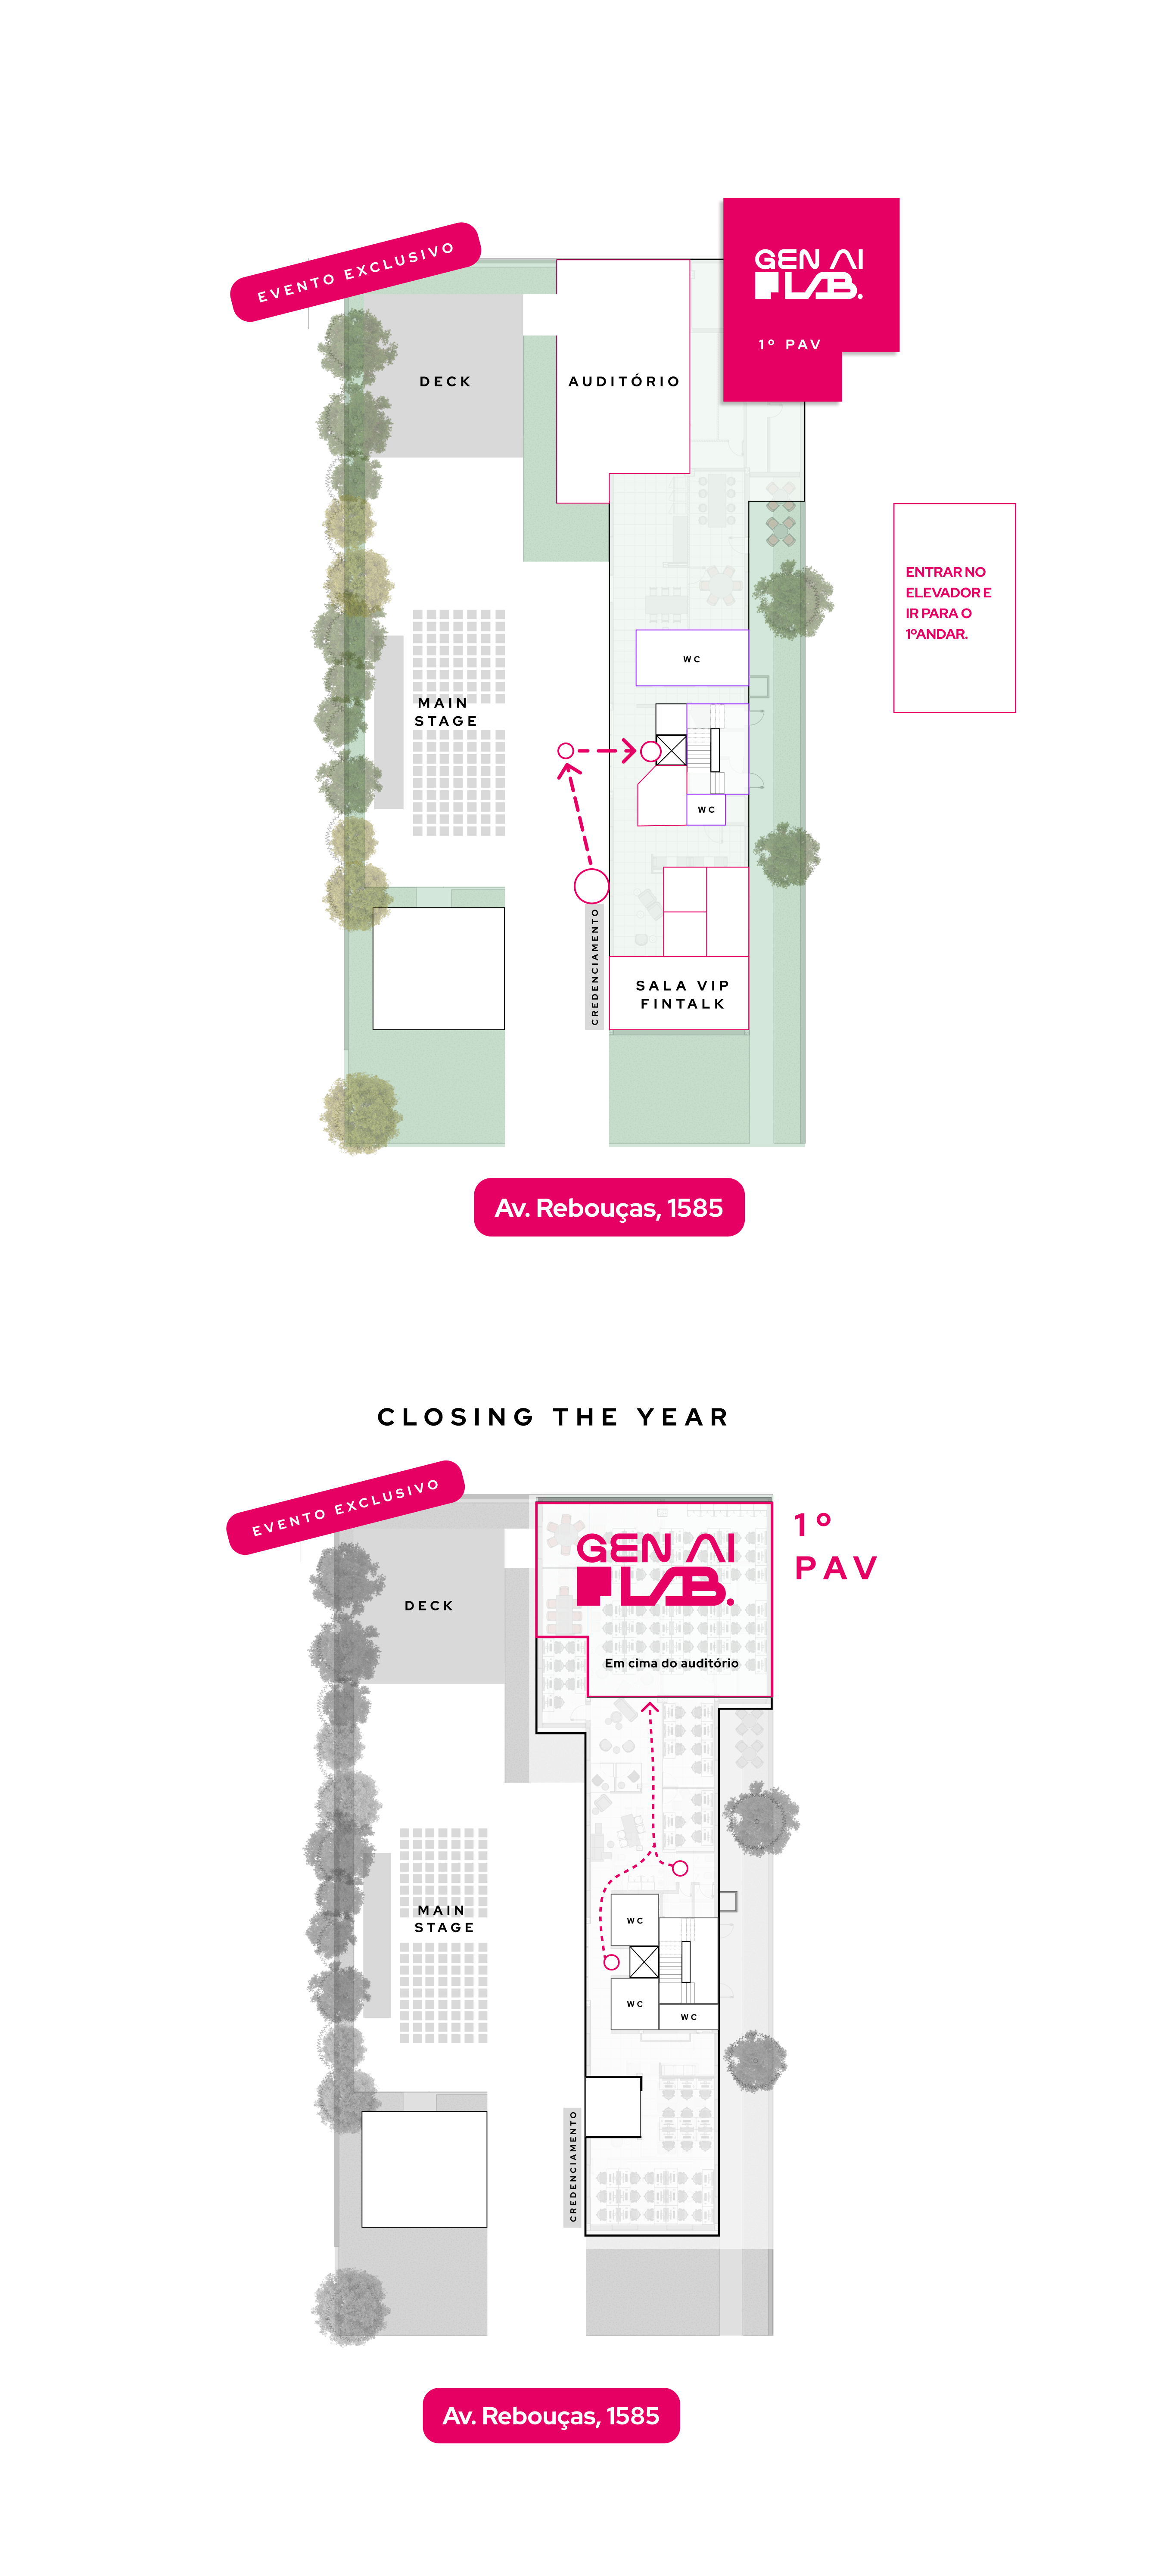 EVENTO EXCLUSIVO
GEN AI
LAB.
1º PAV
DECK
AUDITÓRIO
ENTRAR NO
ELEVADOR E
IR PARA O
1ºANDAR.
WC
MAIN
STAGE
WC
CREDENCIAMENTO
SALA VIP
FINTALK
Av. Rebouças, 1585
CLOSING THE YEAR
EVENTO EXCLUSIVO
1º
PAV
GEN AI
LAB.
DECK
Em cima do auditório
MAIN
STAGE
WC
WC
WC
CREDENCIAMENTO
Av. Rebouças, 1585